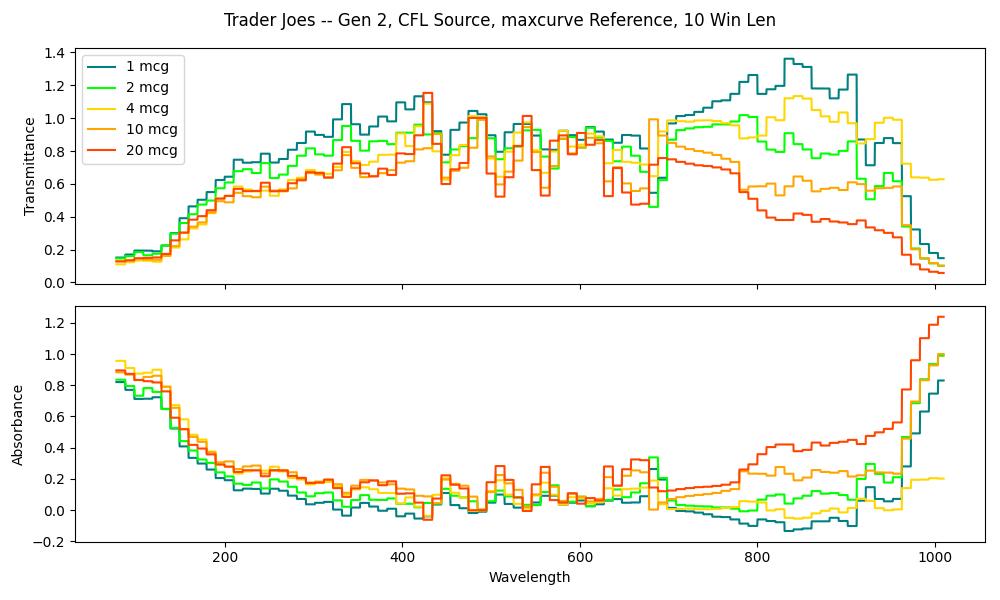 Trader Joes -- Gen 2, CFL Source, maxcurve Reference, 10 Win Len
1.4
1.2
1.0
0.8
0.6
0.4
0.2
0.0
Transmittance
1 mcg
2 mcg
4 mcg
10 mcg
20 mcg
1.2
1.0
0.8
0.6
0.4
0.2
0.0
−0.2
Absorbance
200
400
600
800
1000
Wavelength